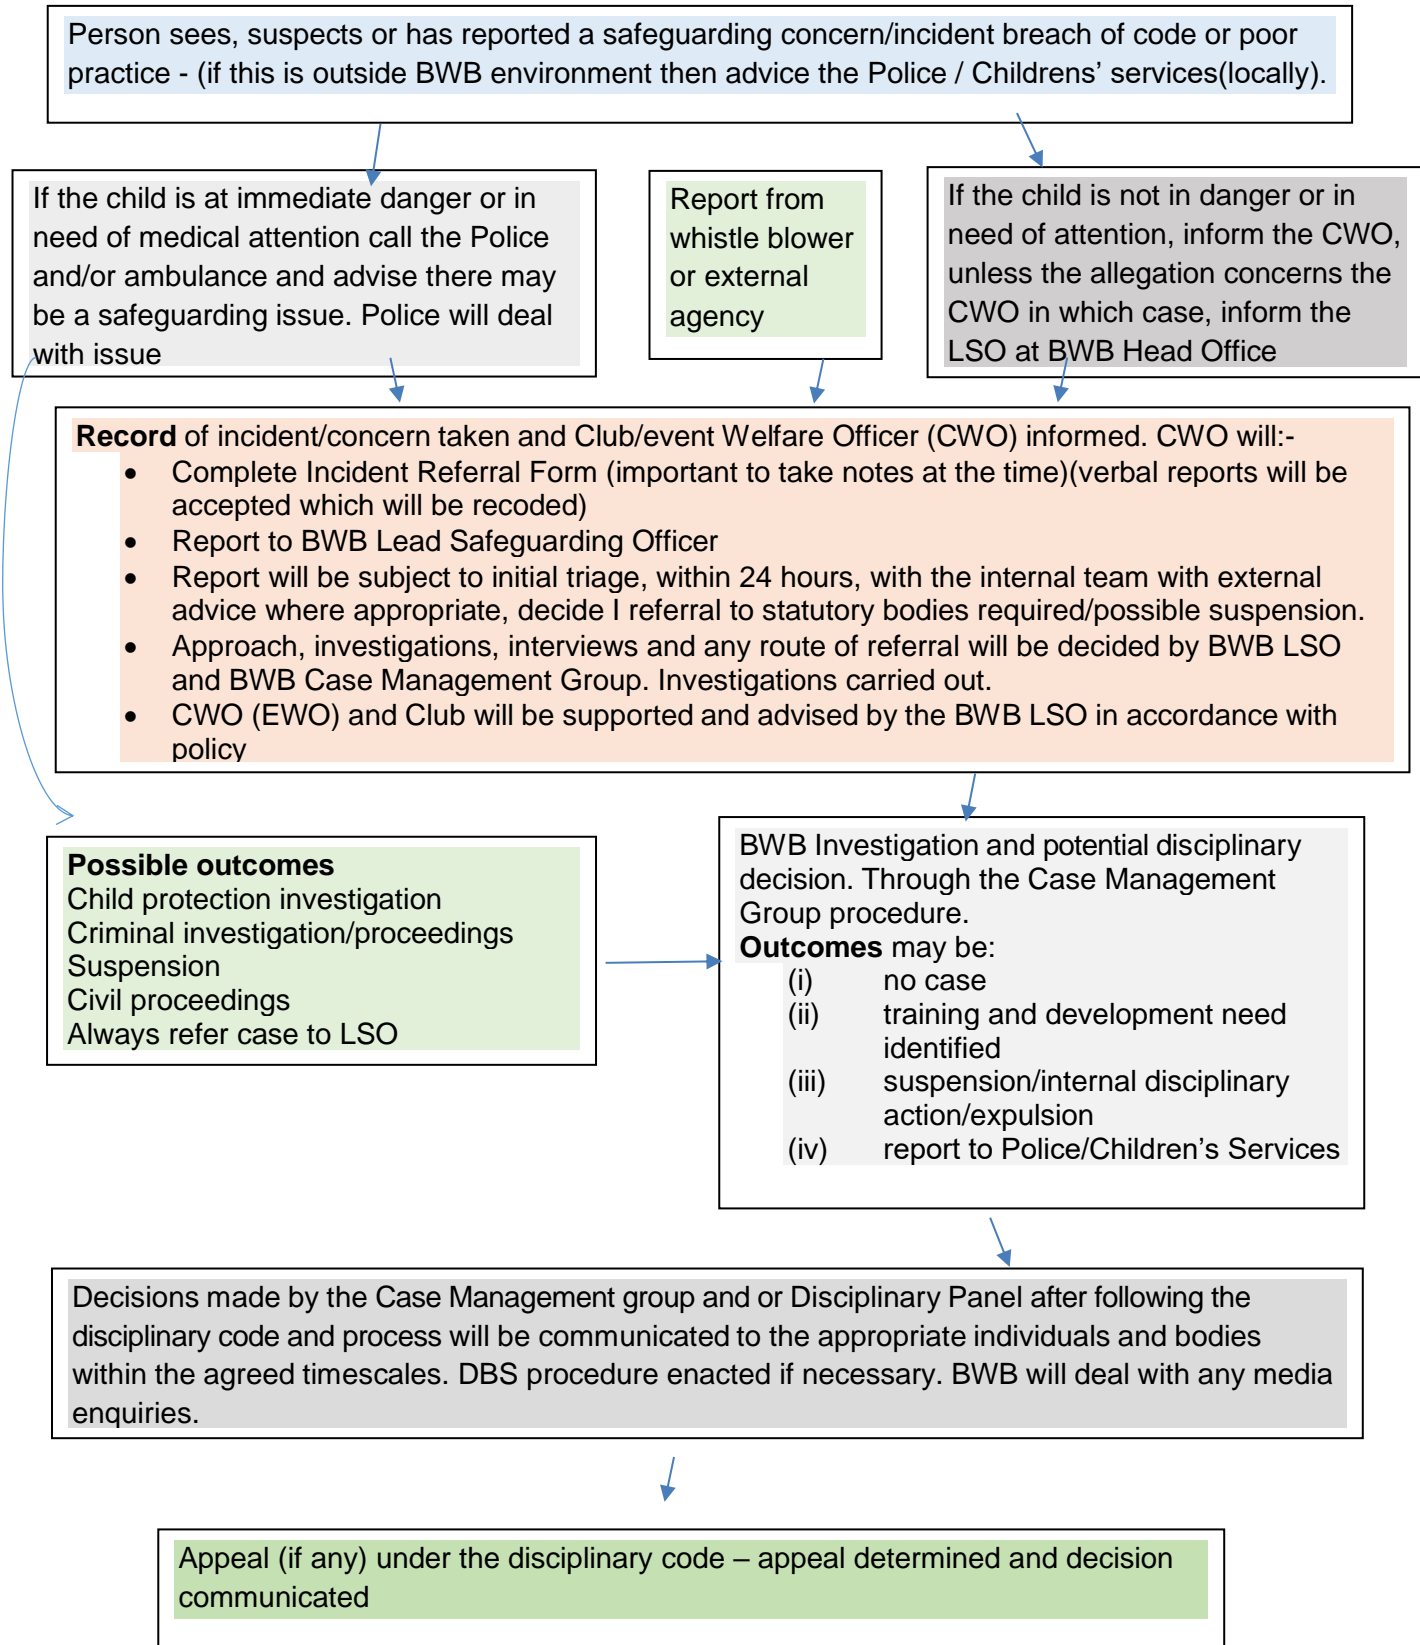 Person sees, suspects or has reported a safeguarding concern/incident breach of code or poor
practice - (if this is outside BWB environment then advice the Police / Childrens’ services(locally).
If the child is at immediate danger or in
need of medical attention call the Police
and/or ambulance and advise there may
be a safeguarding issue. Police will deal
with issue
Report from
whistle blower
or external
agency
If the child is not in danger or in
need of attention, inform the CWO,
unless the allegation concerns the
CWO in which case, inform the
LSO at BWB Head Office
Record of incident/concern taken and Club/event Welfare Officer (CWO) informed. CWO will:-
• Complete Incident Referral Form (important to take notes at the time)(verbal reports will be
accepted which will be recoded)
• Report to BWB Lead Safeguarding Officer
• Report will be subject to initial triage, within 24 hours, with the internal team with external
advice where appropriate, decide I referral to statutory bodies required/possible suspension.
• Approach, investigations, interviews and any route of referral will be decided by BWB LSO
and BWB Case Management Group. Investigations carried out.
• CWO (EWO) and Club will be supported and advised by the BWB LSO in accordance with
policy
Possible outcomes
Child protection investigation
Criminal investigation/proceedings
Suspension
Civil proceedings
Always refer case to LSO
BWB Investigation and potential disciplinary
decision. Through the Case Management
Group procedure.
Outcomes may be:
(i) no case
(ii) training and development need
identified
(iii) suspension/internal disciplinary
action/expulsion
(iv) report to Police/Children’s Services
Decisions made by the Case Management group and or Disciplinary Panel after following the
disciplinary code and process will be communicated to the appropriate individuals and bodies
within the agreed timescales. DBS procedure enacted if necessary. BWB will deal with any media
enquiries.
Appeal (if any) under the disciplinary code – appeal determined and decision
communicated